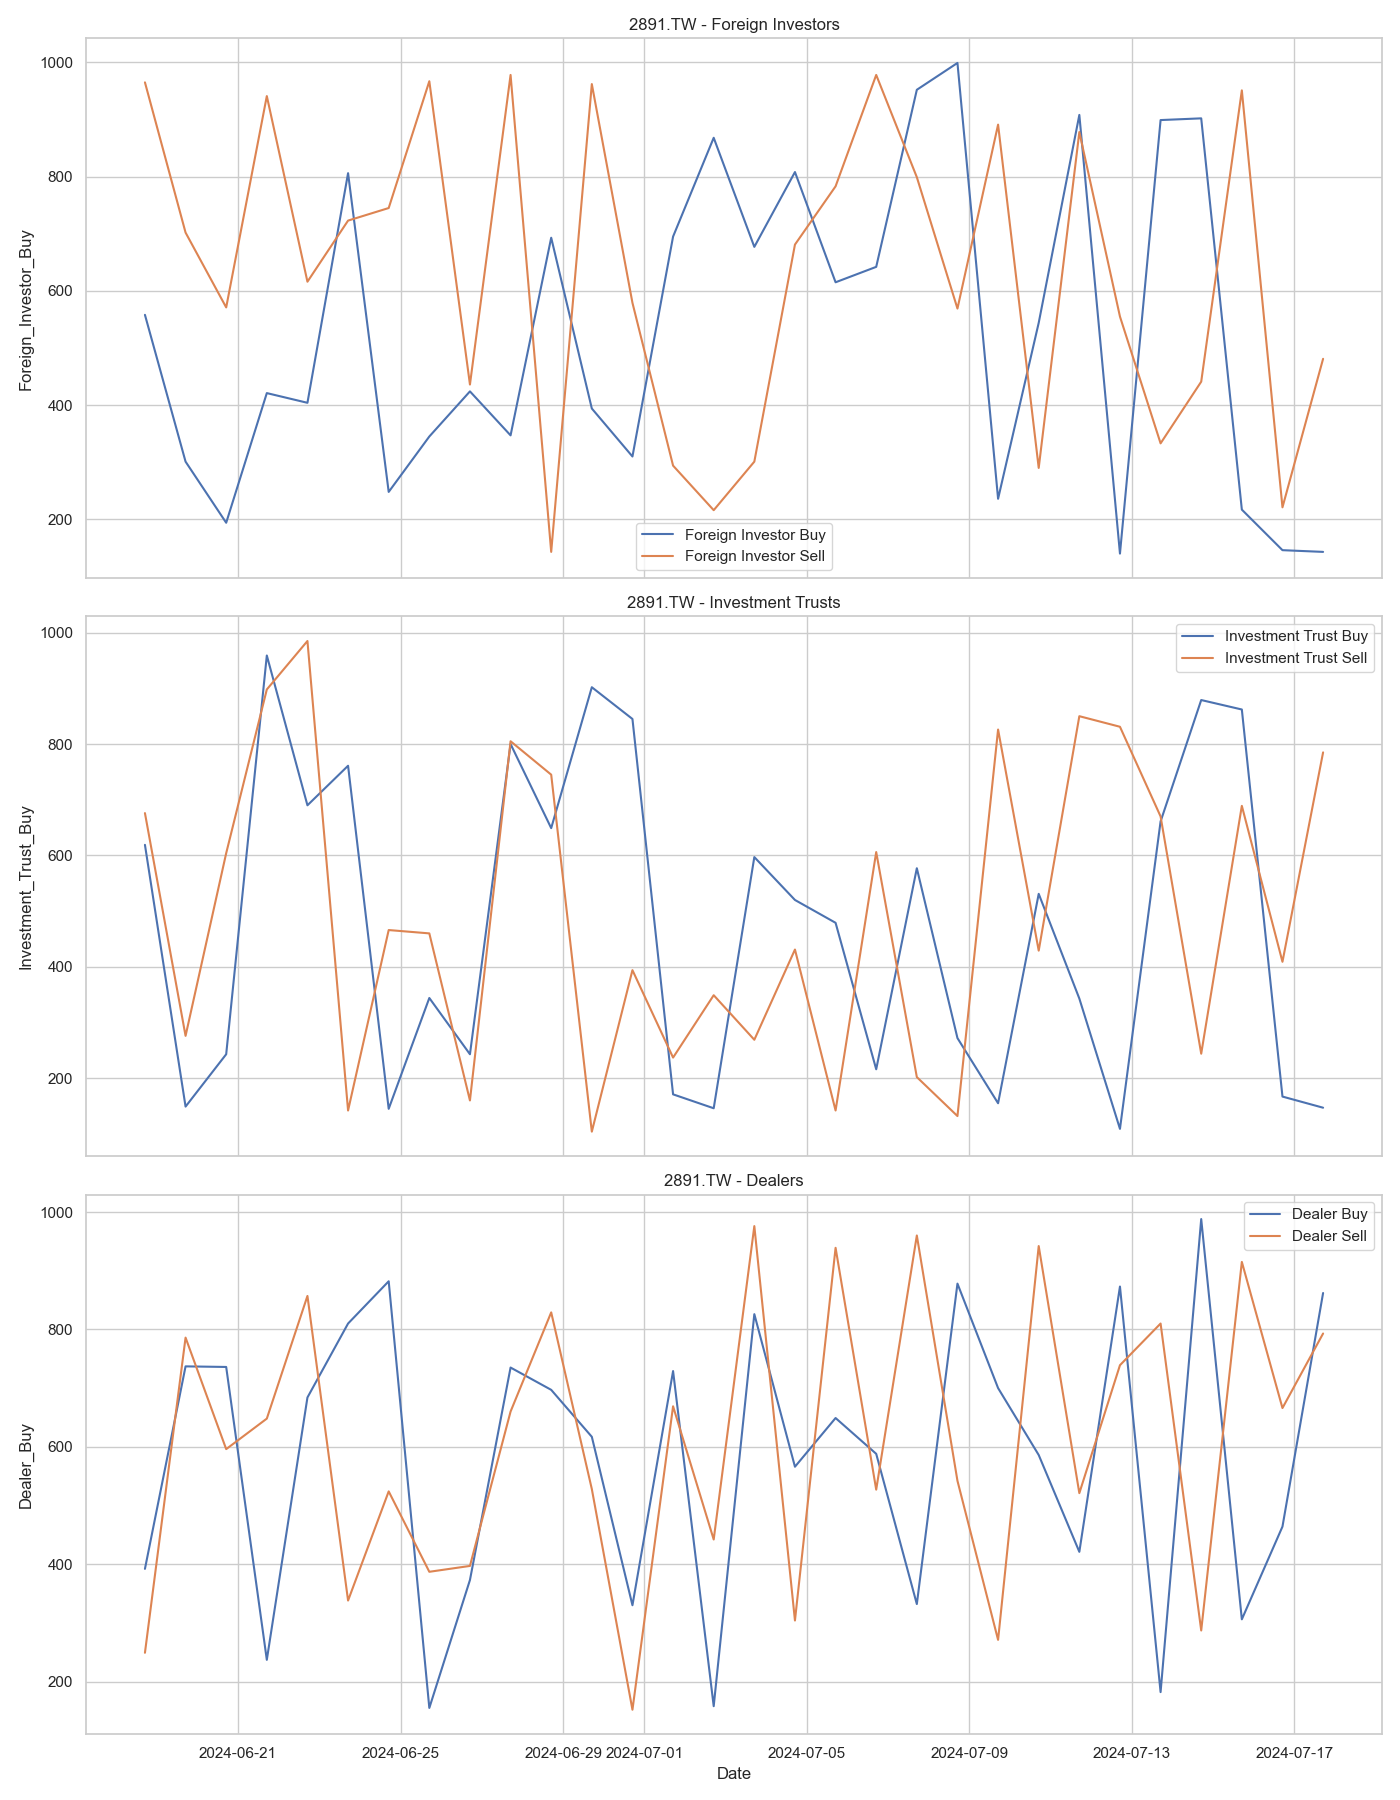 2891.TW - Foreign Investors
1000
800
600
400
200
Foreign_Investor_Buy
Foreign Investor Buy
Foreign Investor Sell
2891.TW - Investment Trusts
1000
800
600
400
200
Investment_Trust_Buy
Investment Trust Buy
Investment Trust Sell
2891.TW - Dealers
1000
800
600
400
200
Dealer_Buy
Dealer Buy
Dealer Sell
2024-06-21 2024-06-25 2024-06-29 2024-07-01 2024-07-05 2024-07-09 2024-07-13 2024-07-17
Date